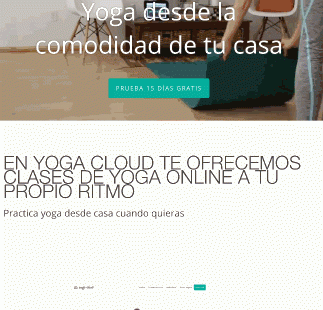 Yoga desde la
comodidad de tu casa
PRUEBA 15 DÍAS GRATIS
EN YOGA CLOUD TE OFRECEMOS
CLASES DE YOGA ONLINE A TU
PROPIO RITMO
Practica yoga desde casa cuando quieras